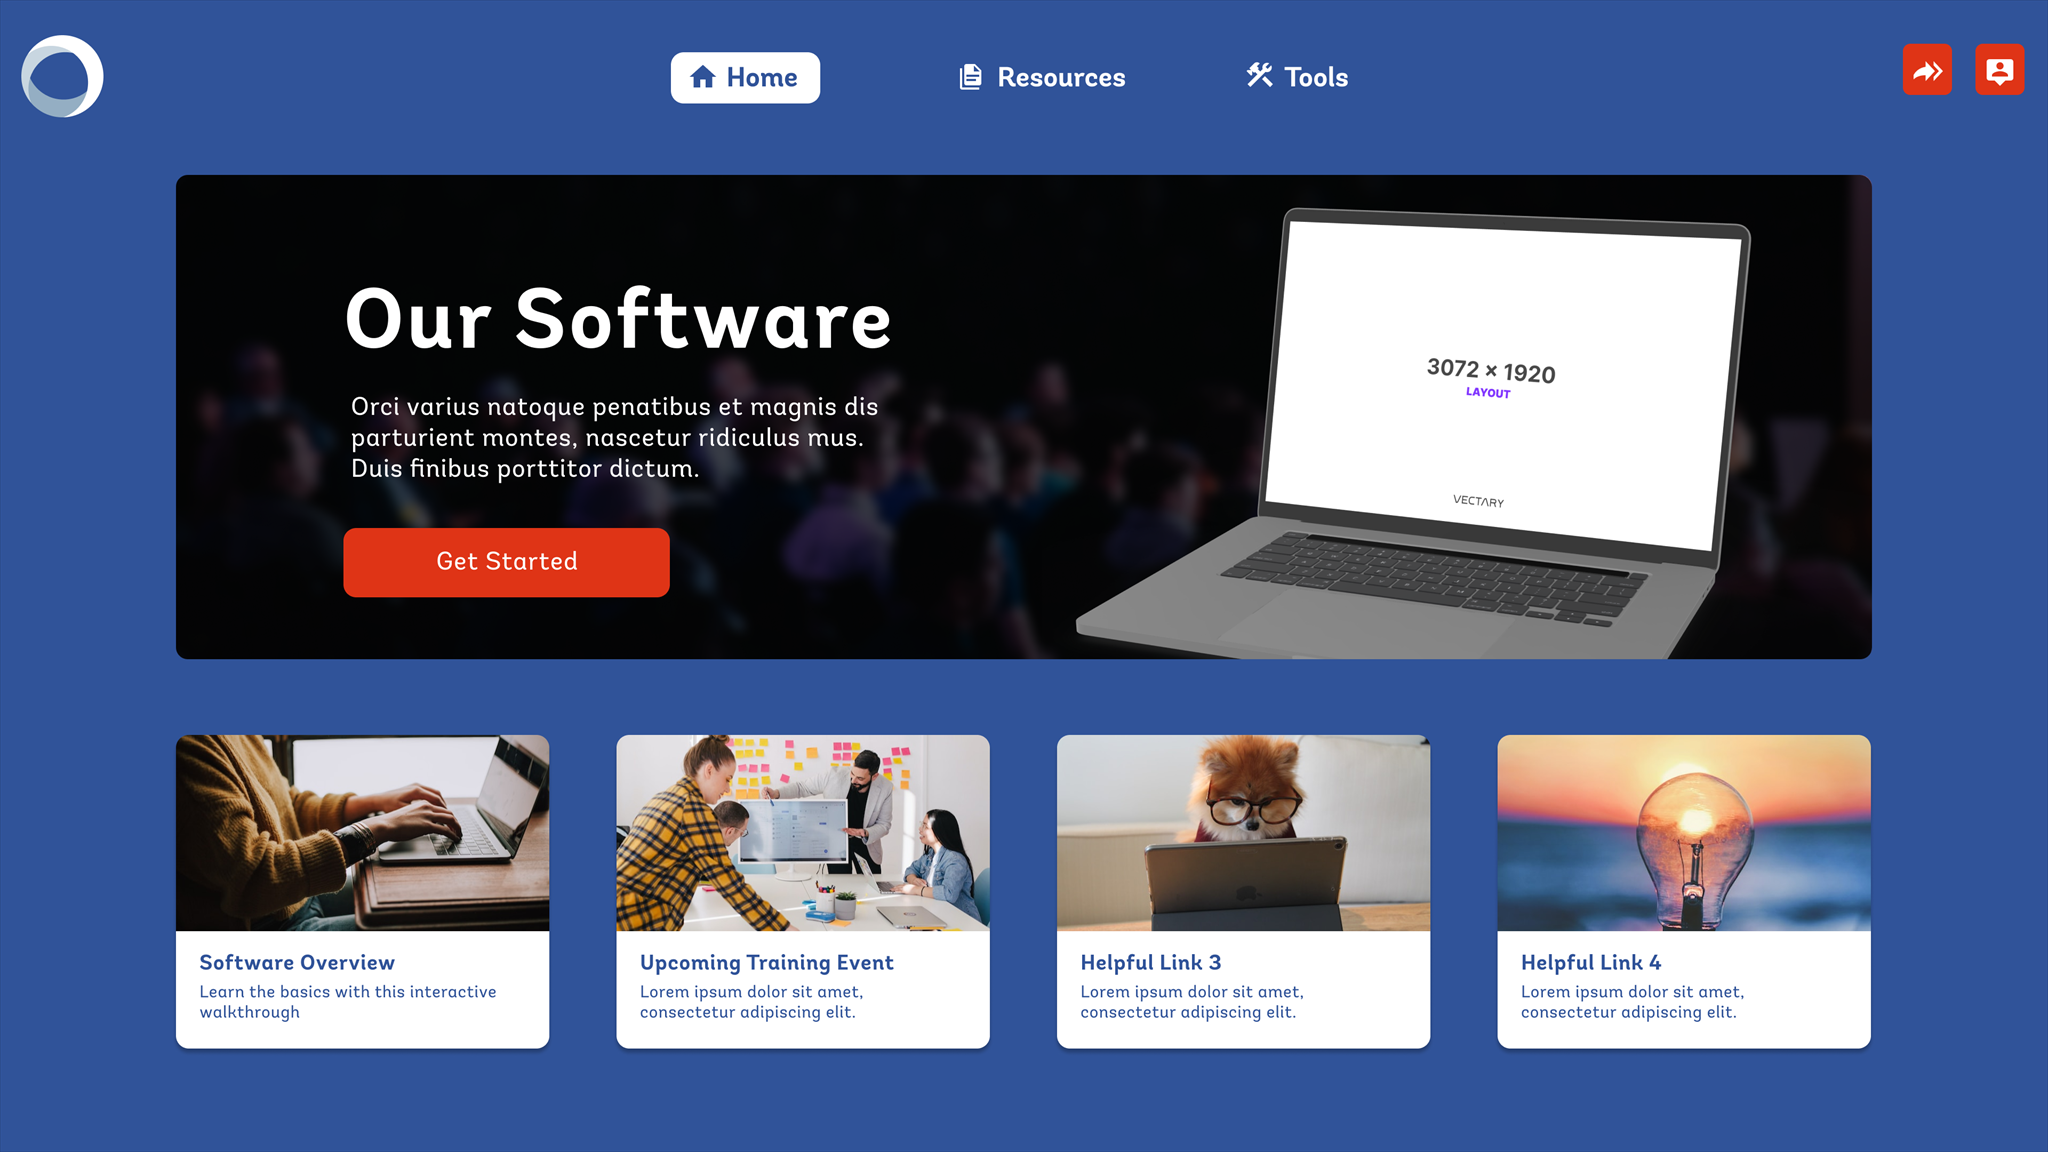 Home
Resources
Tools
Our Software
Orci varius natoque penatibus et magnis dis
parturient montes, nascetur ridiculus mus.
Duis finibus porttitor dictum.
Get Started
3072 × 1920
LAYOUT
VECTARY
Software Overview
Learn the basics with this interactive
walkthrough
Upcoming Training Event
Lorem ipsum dolor sit amet,
consectetur adipiscing elit.
Helpful Link 3
Lorem ipsum dolor sit amet,
consectetur adipiscing elit.
Helpful Link 4
Lorem ipsum dolor sit amet,
consectetur adipiscing elit.